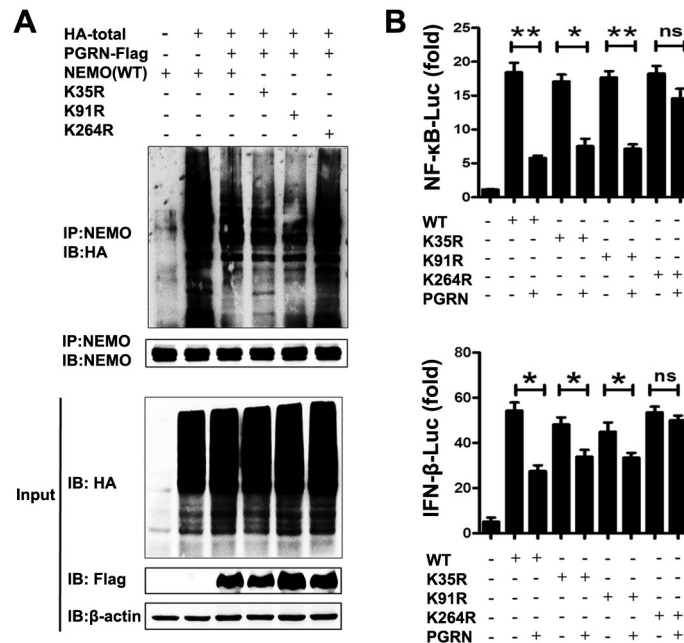 A
HA-total - + + + + +
PGRN-Flag - - + + + +
NEMO(WT) + + + - - -
K35R - - - + - -
K91R - - - - + -
K264R - - - - - +
IP:NEMO
IB:HA
IP:NEMO
IB:NEMO
Input
IB: HA
IB: Flag
IB:β-actin
B
** * ** ns
NF-κB-Luc (fold)
25
20
15
10
5
0
WT - + + - - - - - -
K35R - - - + + - - - -
K91R - - - - - + + - -
K264R - - - - - - - + +
PGRN - - + - + - + - +
* * * ns
IFN-β-Luc (fold)
80
60
40
20
0
WT - + + - - - - - -
K35R - - - + + - - - -
K91R - - - - - + + - -
K264R - - - - - - - + +
PGRN - - + - + - + - +